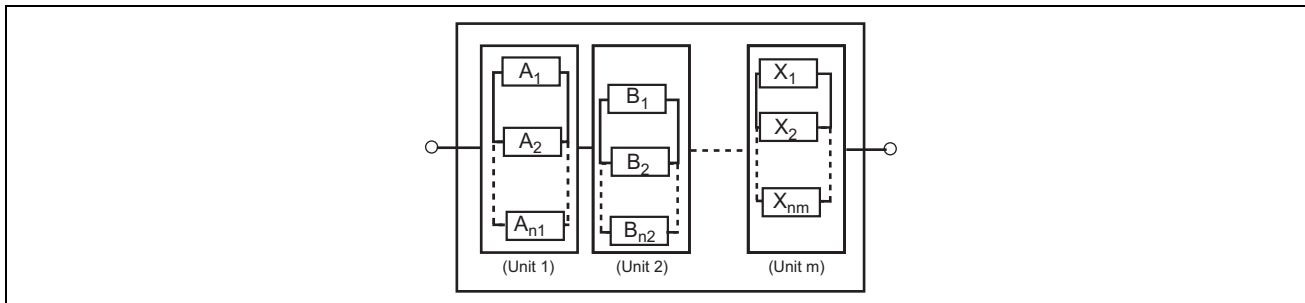 A1
A2
An1
(Unit 1)
B1
B2
Bn2
(Unit 2)
X1
X2
Xnm
(Unit m)